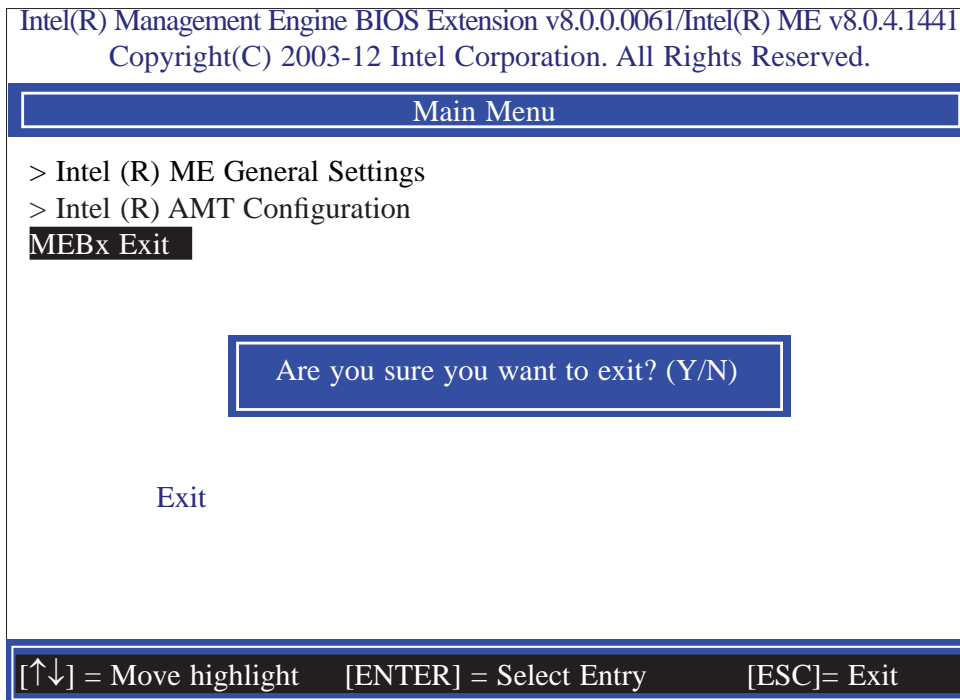 Intel(R) Management Engine BIOS Extension v8.0.0.0061/Intel(R) ME v8.0.4.1441
Copyright(C) 2003-12 Intel Corporation. All Rights Reserved.
Main Menu
> Intel (R) ME General Settings
> Intel (R) AMT Configuration
MEBx Exit
Are you sure you want to exit? (Y/N)
Exit
[↑↓] = Move highlight [ENTER] = Select Entry [ESC]= Exit